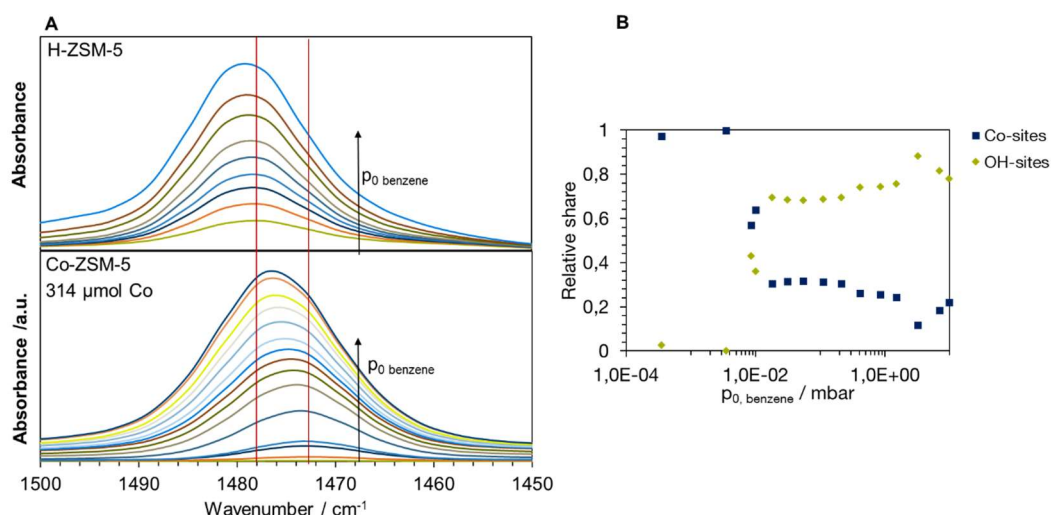 A
H-ZSM-5
Absorbance
p0 benzene
Co-ZSM-5
314 µmol Co
Absorbance /a.u.
p0 benzene
1500 1490 1480 1470 1460 1450
Wavenumber / cm-1
B
1
0,8
0,6
0,4
0,2
0
Relative share
1,0E-04 1,0E-02 1,0E+00
p0, benzene / mbar
Co-sites
OH-sites